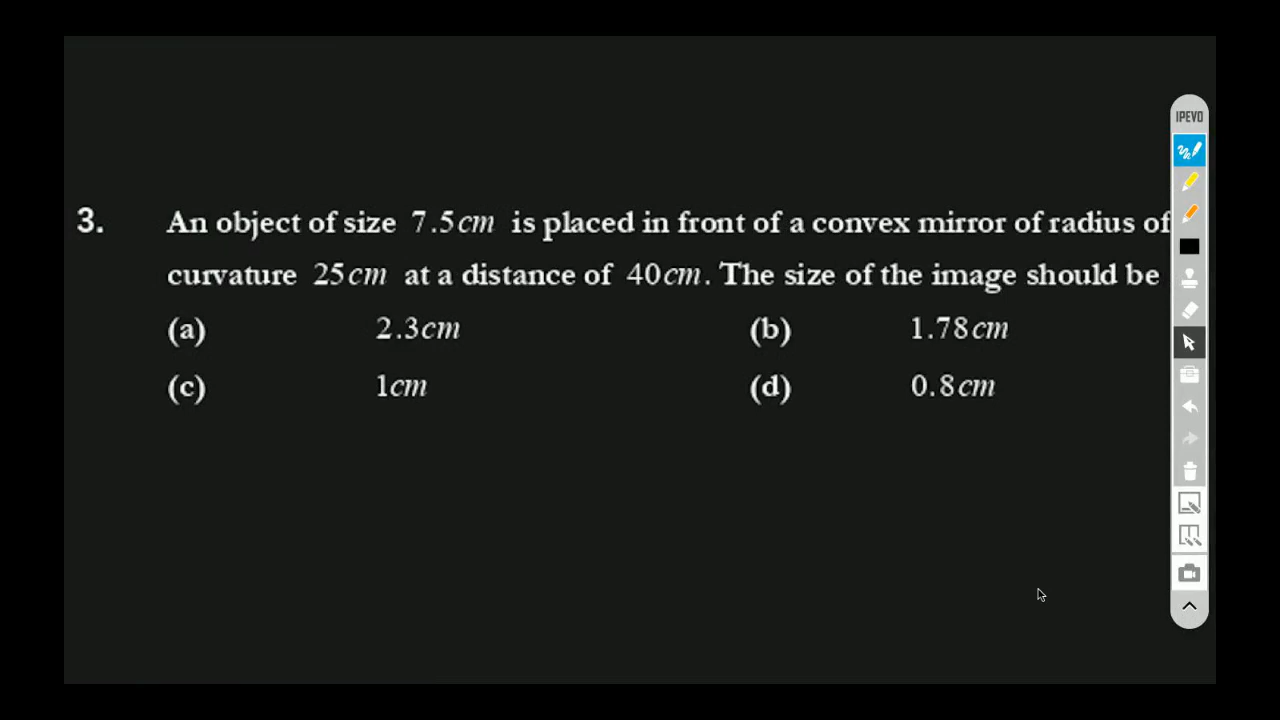 3. An object of size 7.5cm is placed in front of a convex mirror of radius of
curvature 25cm at a distance of 40cm. The size of the image should be
(a) 2.3cm (b) 1.78cm
(c) 1cm (d) 0.8cm
IPEVO